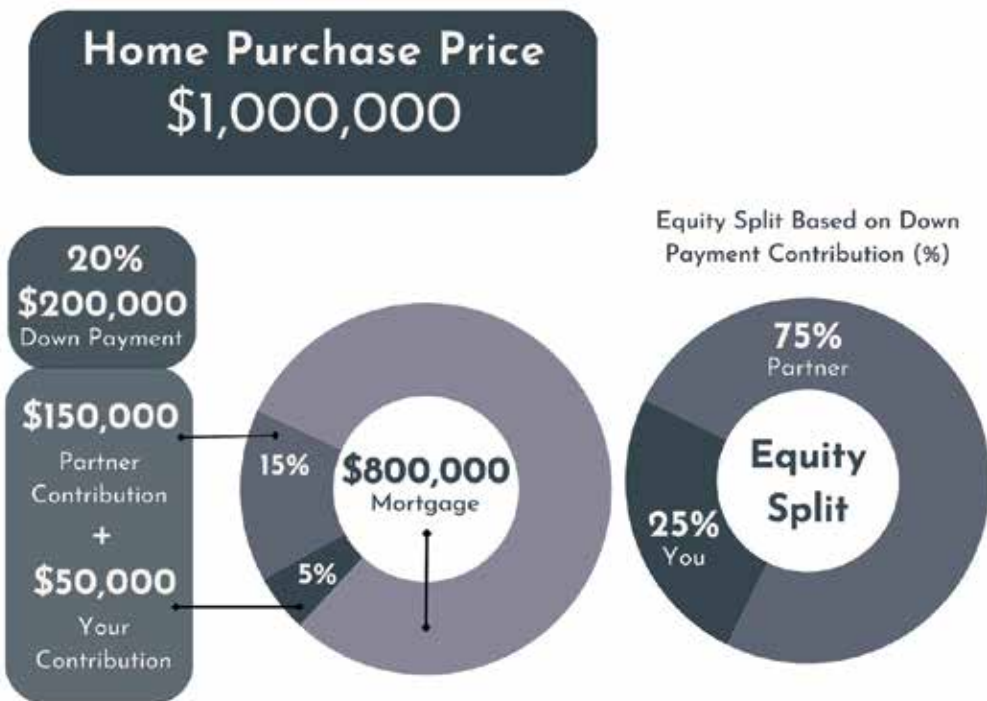 Home Purchase Price
$1,000,000
20%
$200,000
Down Payment
$150,000
Partner
Contribution
+
$50,000
Your
Contribution
15%
5%
$800,000
Mortgage
Equity Split Based on Down
Payment Contribution (%)
75%
Partner
Equity
Split
25%
You